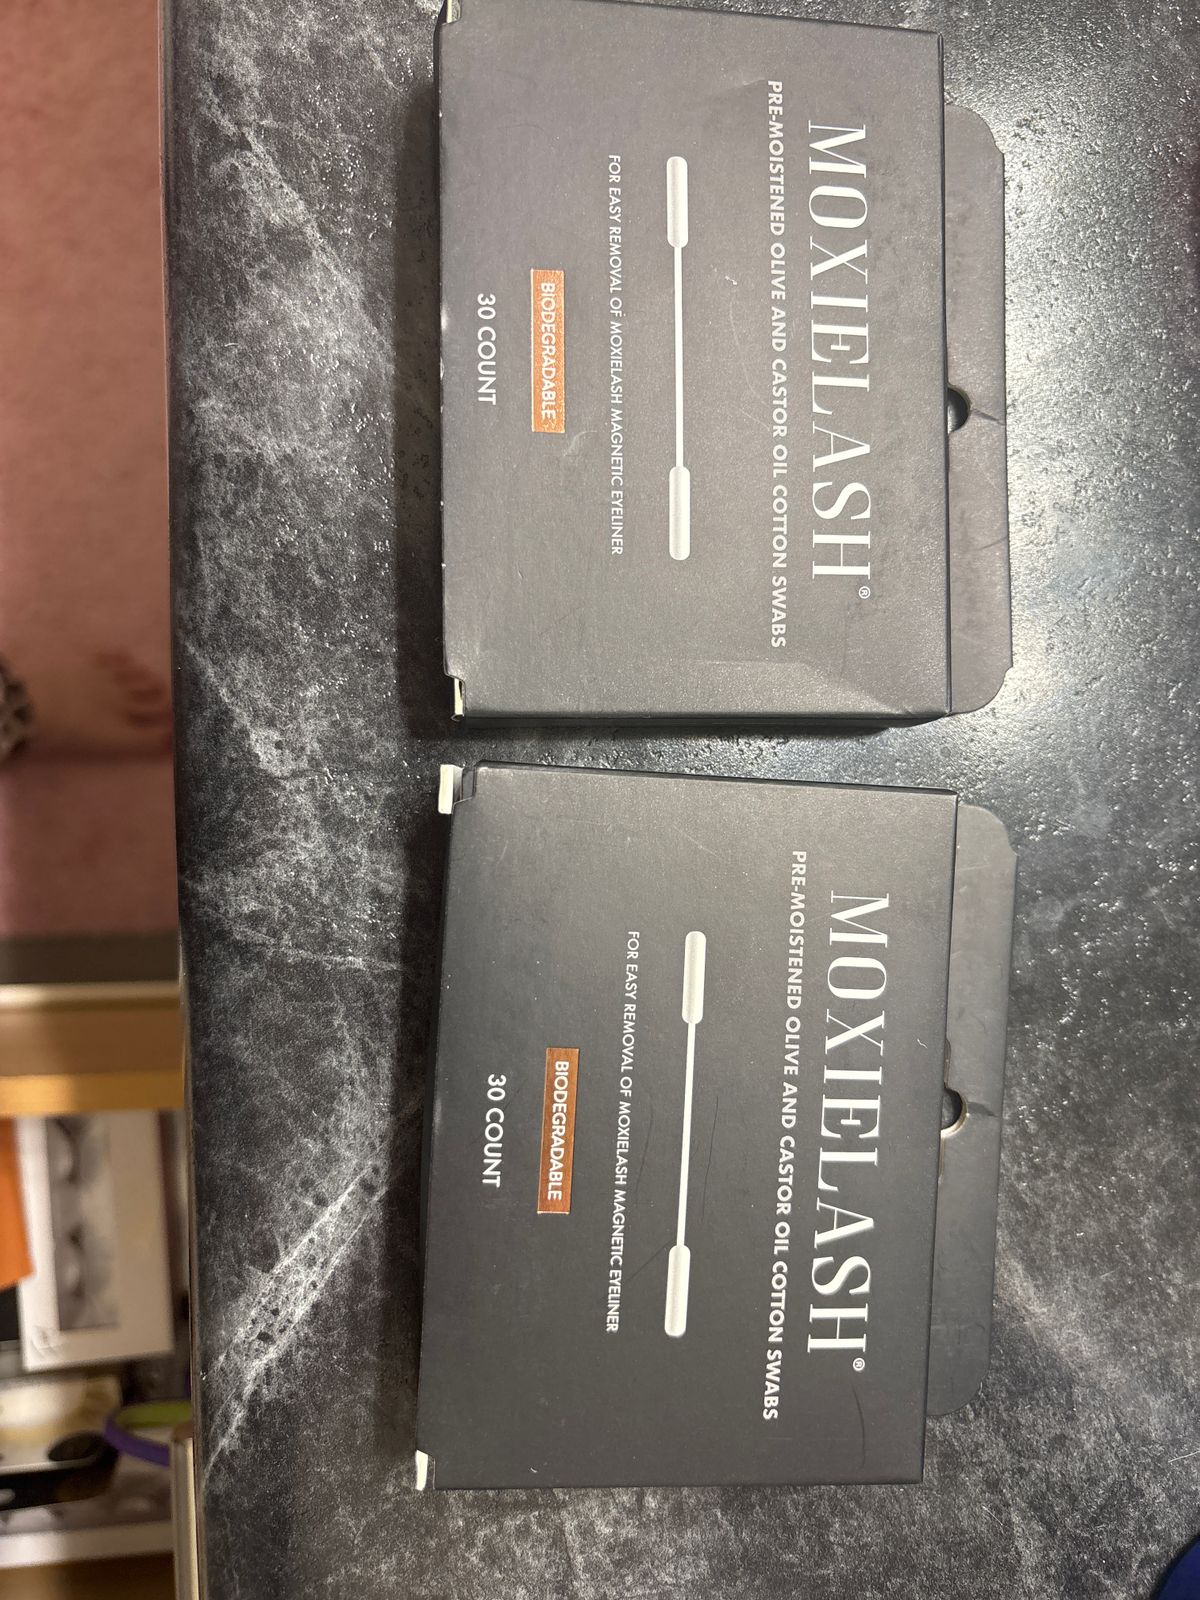 MOXIELASH®
PRE-MOISTENED OLIVE AND CASTOR OIL COTTON SWABS
FOR EASY REMOVAL OF MOXIELASH MAGNETIC EYELINER
BIODEGRADABLE
30 COUNT
MOXIELASH®
PRE-MOISTENED OLIVE AND CASTOR OIL COTTON SWABS
FOR EASY REMOVAL OF MOXIELASH MAGNETIC EYELINER
BIODEGRADABLE
30 COUNT